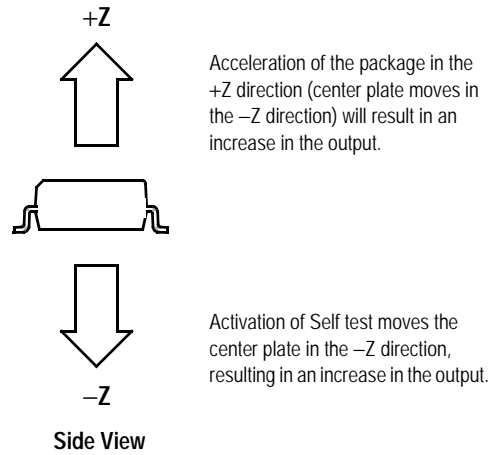 +Z
Acceleration of the package in the
+Z direction (center plate moves in
the –Z direction) will result in an
increase in the output.
Activation of Self test moves the
center plate in the –Z direction,
resulting in an increase in the output.
–Z
Side View